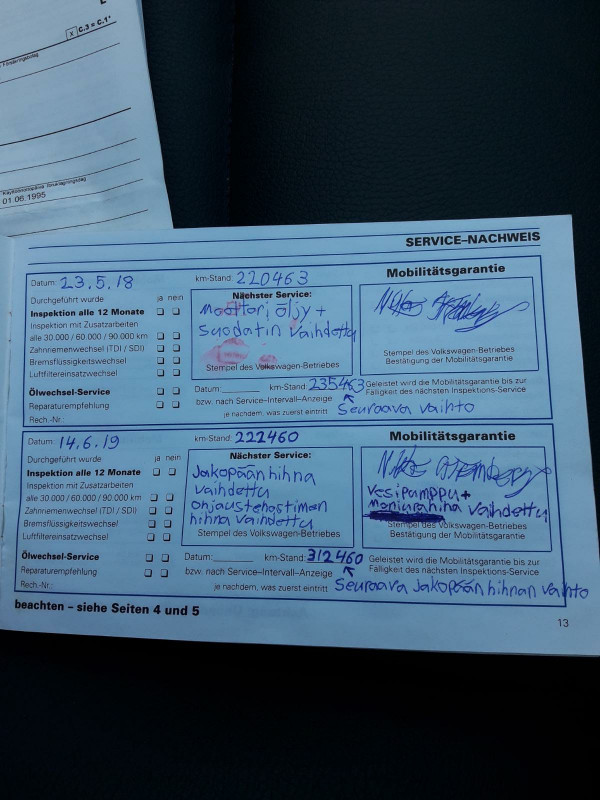 C.3 = C.1*
01.06.1995
SERVICE–NACHWEIS
Datum: 23.5.18
km-Stand: 220463
Mobilitätsgarantie
Durchgeführt wurde ja nein
Inspektion alle 12 Monate
Inspektion mit Zusatzarbeiten
alle 30 000 / 60 000 / 90 000 km
Zahnriemenwechsel (TDI / SDI)
Bremsflüssigkeitswechsel
Luftfiltereinsatzwechsel
Ölwechsel-Service
Reparaturempfehlung
Rech.-Nr.:
Nächster Service:
Moottori öljy +
Suodatin vaihdettu
Stempel des Volkswagen-Betriebes
Datum: km-Stand: 235463
bzw. nach Service-Intervall-Anzeige
je nachdem, was zuerst eintritt
Stempel des Volkswagen-Betriebes
Bestätigung der Mobilitätsgarantie
Geleistet wird die Mobilitätsgarantie bis zur
Fälligkeit des nächsten Inspektions-Service
Seuraava vaihto
Datum: 14.6.19
km-Stand: 222460
Mobilitätsgarantie
Durchgeführt wurde ja nein
Inspektion alle 12 Monate
Inspektion mit Zusatzarbeiten
alle 30 000 / 60 000 / 90 000 km
Zahnriemenwechsel (TDI / SDI)
Bremsflüssigkeitswechsel
Luftfiltereinsatzwechsel
Ölwechsel-Service
Reparaturempfehlung
Rech.-Nr.:
Nächster Service:
Jakopäänhihna
vaihdettu
ohjaustehostimen
hihna vaihdettu
Stempel des Volkswagen-Betriebes
Datum: km-Stand: 312460
bzw. nach Service-Intervall-Anzeige
je nachdem, was zuerst eintritt
Vesipumppu +
moniurahihna vaihdettu
Stempel des Volkswagen-Betriebes
Bestätigung der Mobilitätsgarantie
Geleistet wird die Mobilitätsgarantie bis zur
Fälligkeit des nächsten Inspektions-Service
Seuraava Jakopään hihnan vaihto
beachten – siehe Seiten 4 und 5
13